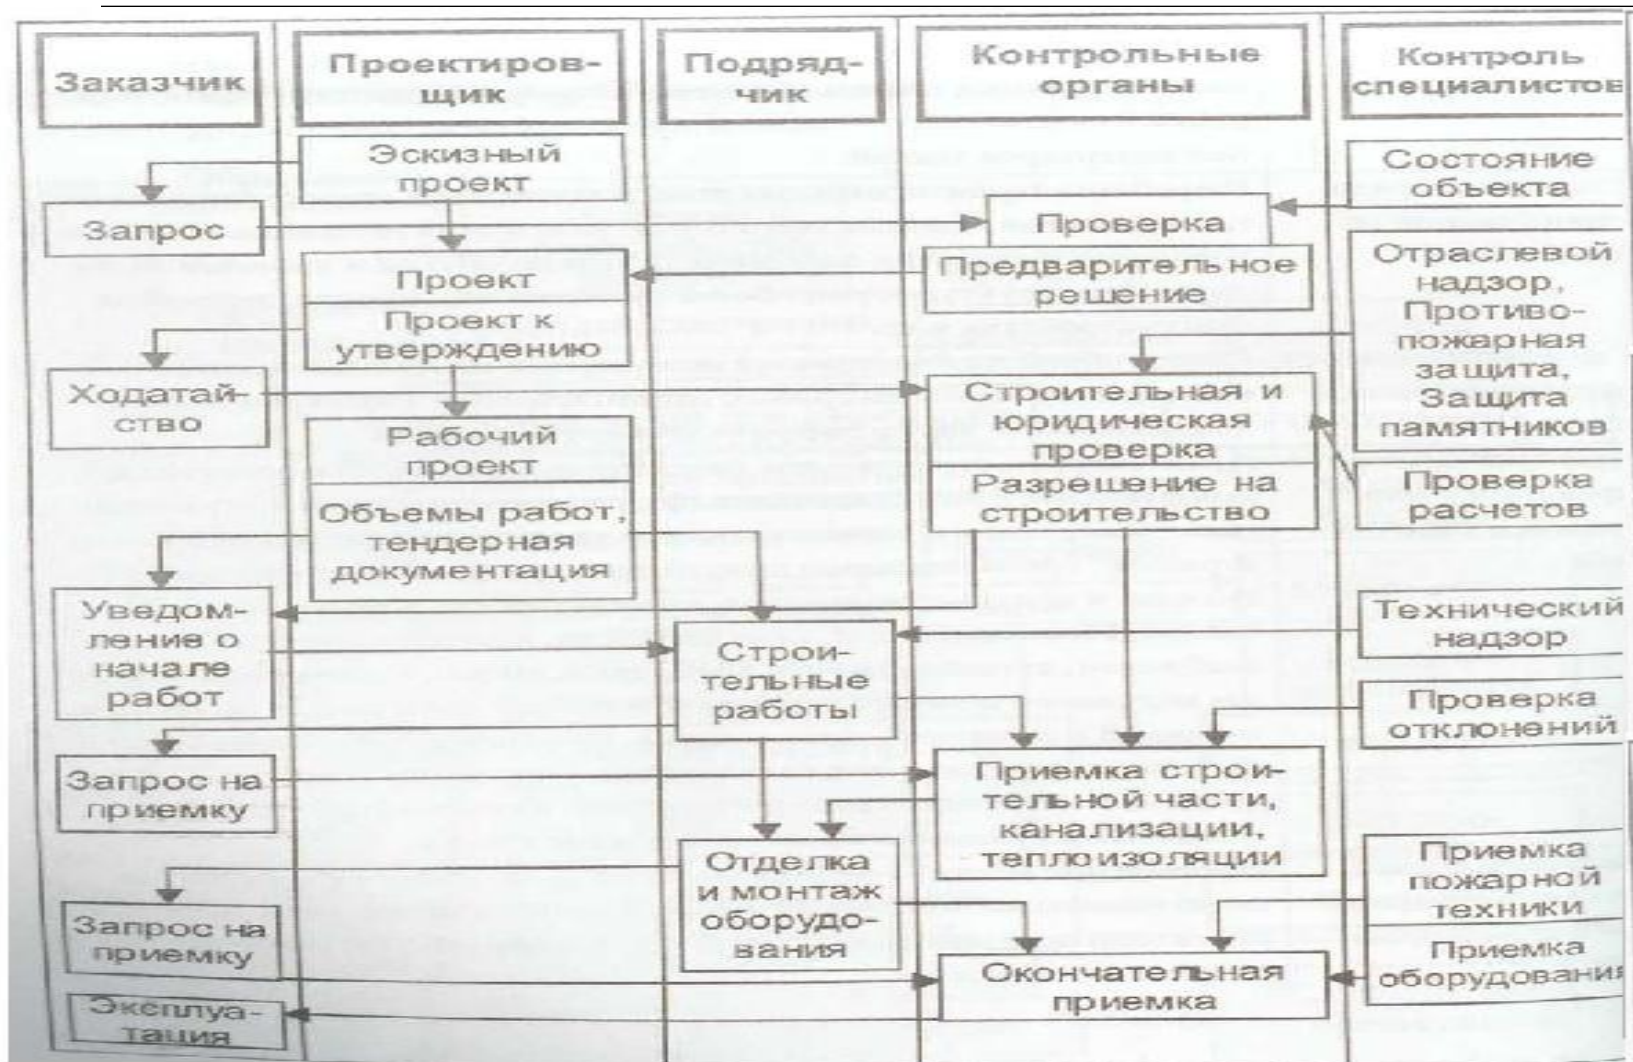 Заказчик
Проектиров-
щик
Подряд-
чик
Контрольные
органы
Контроль
специалистов
Эскизный
проект
Запрос
Проект
Проект к
утверждению
Ходатай-
ство
Рабочий
проект
Объемы работ,
тендерная
документация
Уведом-
ление о
начале
работ
Запрос на
приемку
Запрос на
приемку
Эксплуа-
тация
Строи-
тельные
работы
Отделка
и монтаж
оборудо-
вания
Проверка
Предварительное
решение
Строительная и
юридическая
проверка
Разрешение на
строительство
Приемка строи-
тельной части,
канализации,
теплоизоляции
Окончательная
приемка
Состояние
объекта
Отраслевой
надзор,
Противо-
пожарная
защита,
Защита
памятников
Проверка
расчетов
Технический
надзор
Проверка
отклонений
Приемка
пожарной
техники
Приемка
оборудования